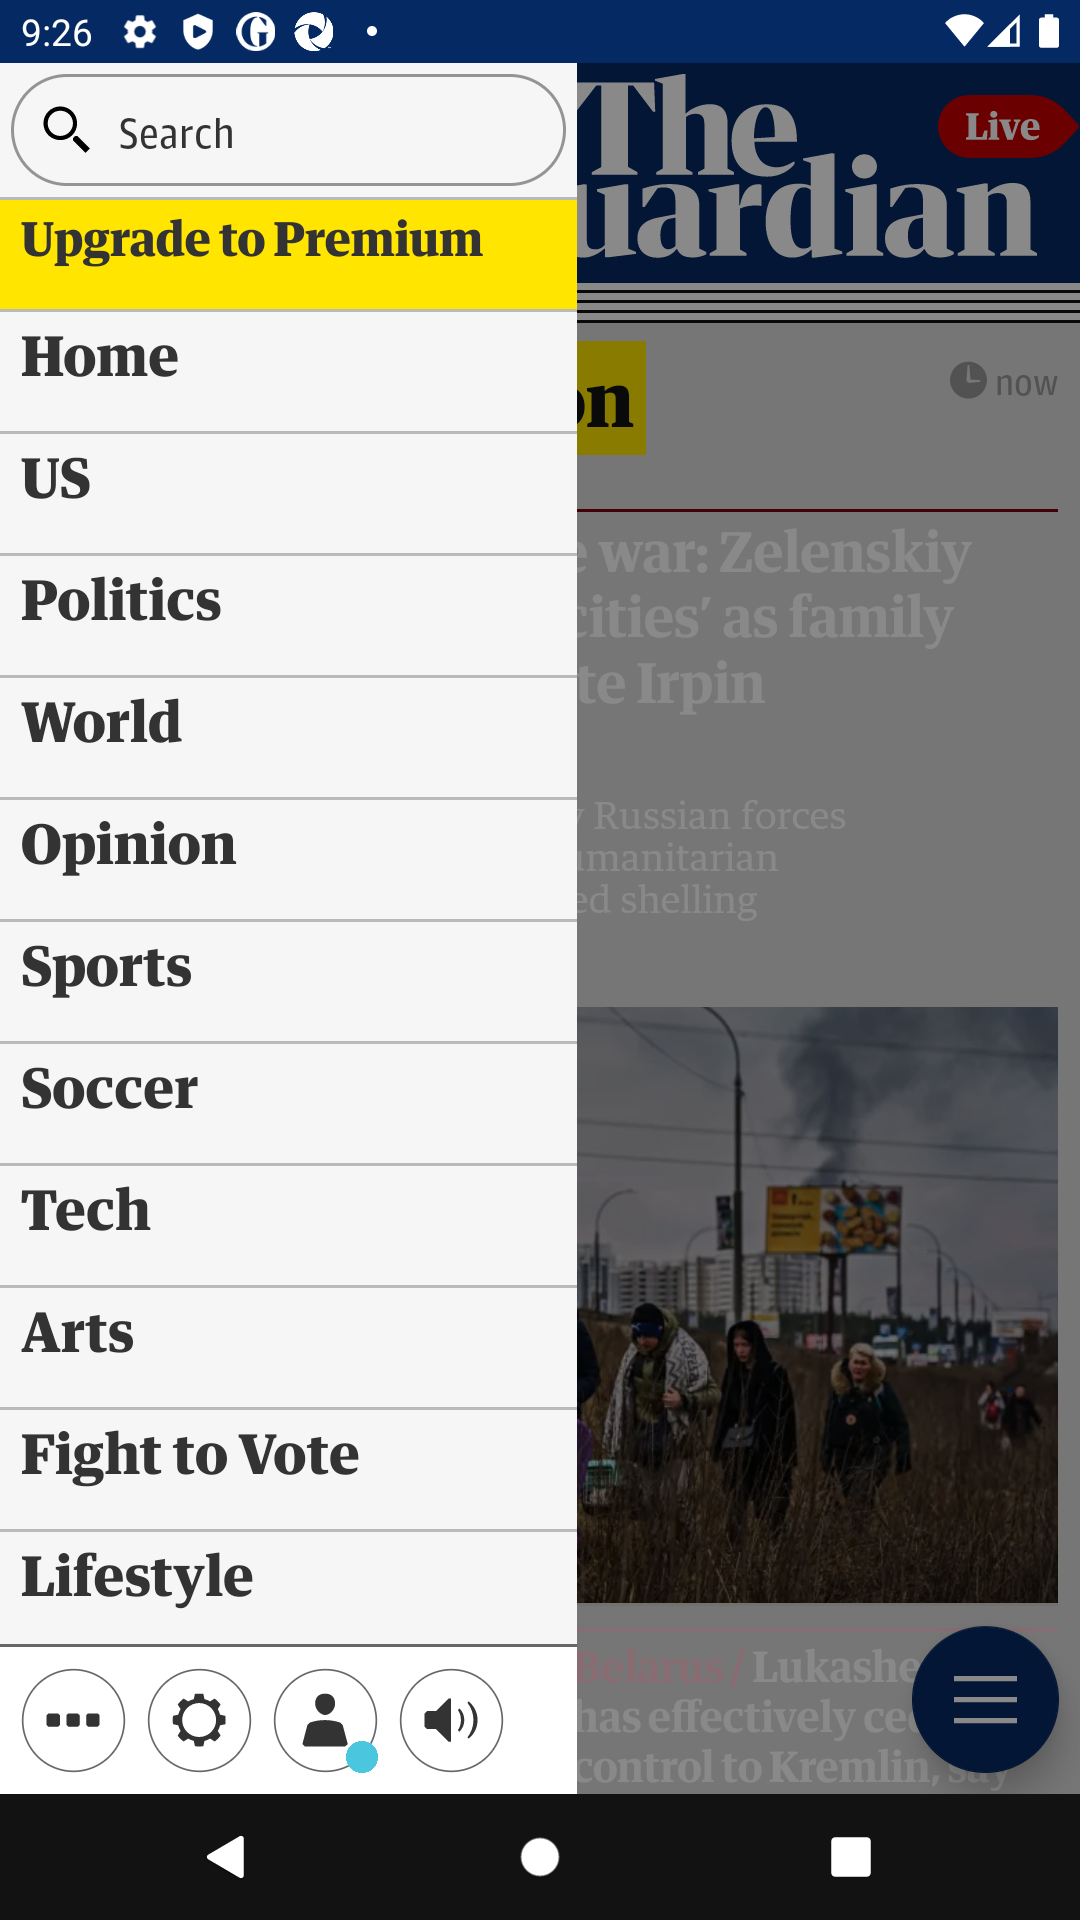 9:26
Search
The
Live
uardian
Upgrade to Premium
Home
on
now
US
Politics
World
Opinion
Sports
Soccer
Tech
Arts
Fight to Vote
Lifestyle
e war: Zelenskiy
cities’ as family
te Irpin
y Russian forces
umanitarian
ed shelling
Belarus / Lukashe
has effectively ce
control to Kremlin, say